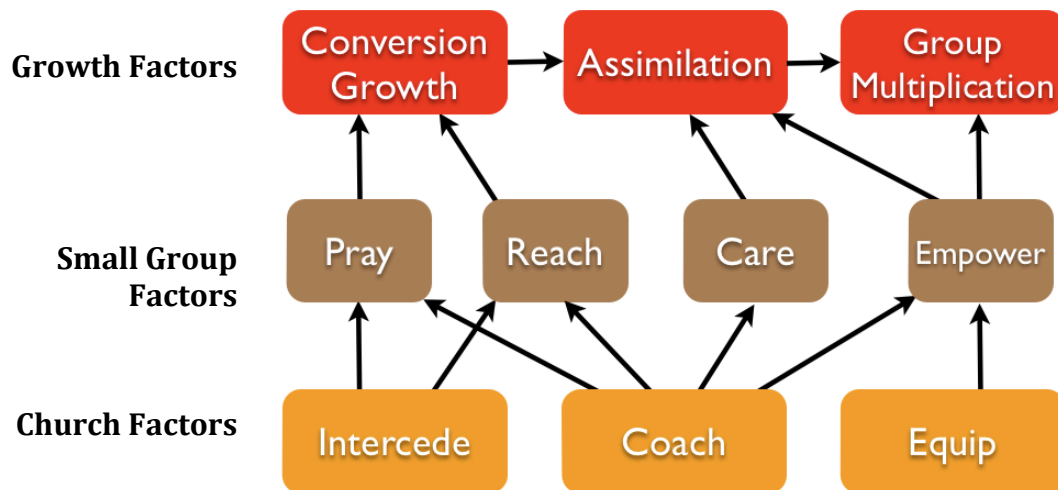 Growth Factors
Conversion
Growth
Assimilation
Group
Multiplication
Small Group
Factors
Pray
Reach
Care
Empower
Church Factors
Intercede
Coach
Equip